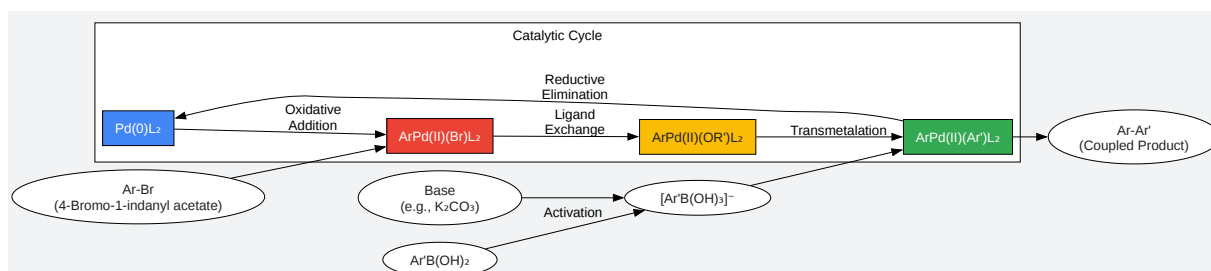 Catalytic Cycle
Reductive
Elimination
Oxidative
Addition
Ligand
Exchange
Transmetalation
Pd(0)L₂
ArPd(II)(Br)L₂
ArPd(II)(OR')L₂
ArPd(II)(Ar')L₂
Ar-Ar'
(Coupled Product)
Ar-Br
(4-Bromo-1-indanyl acetate)
Base
(e.g., K₂CO₃)
Activation
[Ar'B(OH)₃]⁻
Ar'B(OH)₂